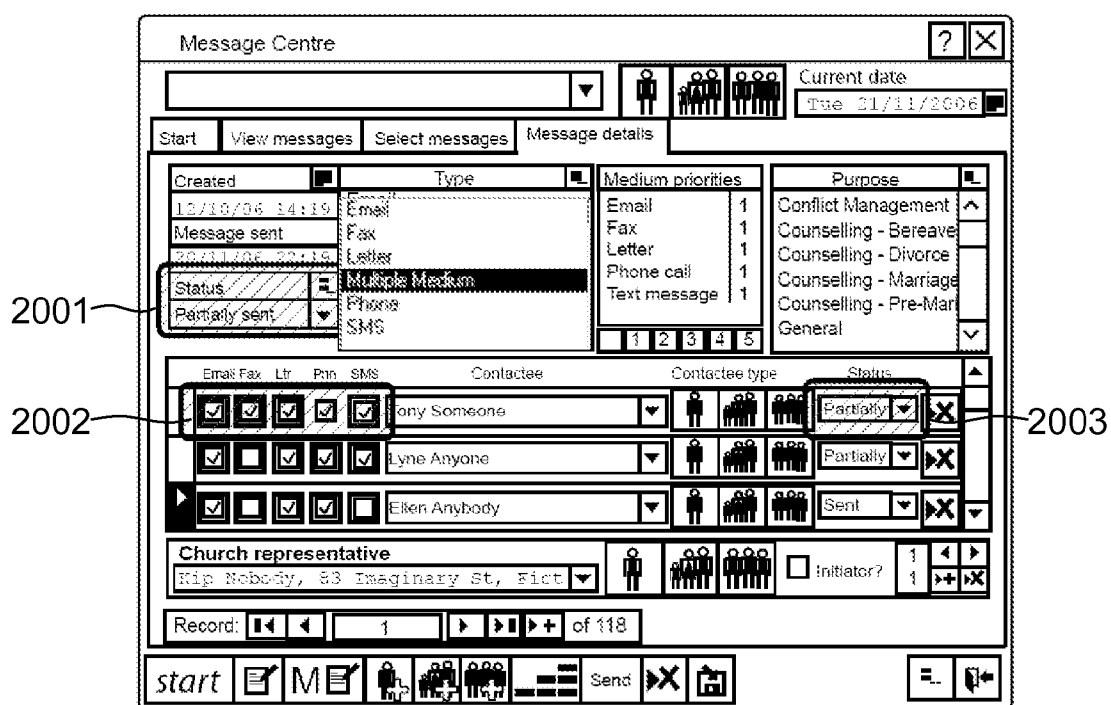 Message Centre ?
Current date
Tue 21/11/2006
Start View messages Select messages Message details
Created Type Medium priorities Purpose
12/10/06 14:19 Email Email 1 Conflict Management
Message sent Fax Fax 1 Counselling - Bereave
20/11/06 22:19 Letter Letter 1 Counselling - Divorce
Status Multiple Medium Phone call 1 Counselling - Marriage
Partially sent Phone Text message 1 Counselling - Pre-Mari
SMS 1 2 3 4 5 General
2001
Email Fax Ltr Phn SMS Contactee Contactee type Status
2002 Tony Someone Partially 2003
Lyne Anyone Partially
Ellen Anybody Sent
Church representative
Kip Nobody, 83 Imaginary St, Fict Initiator? 1
1
Record: 1 of 118
start M Send